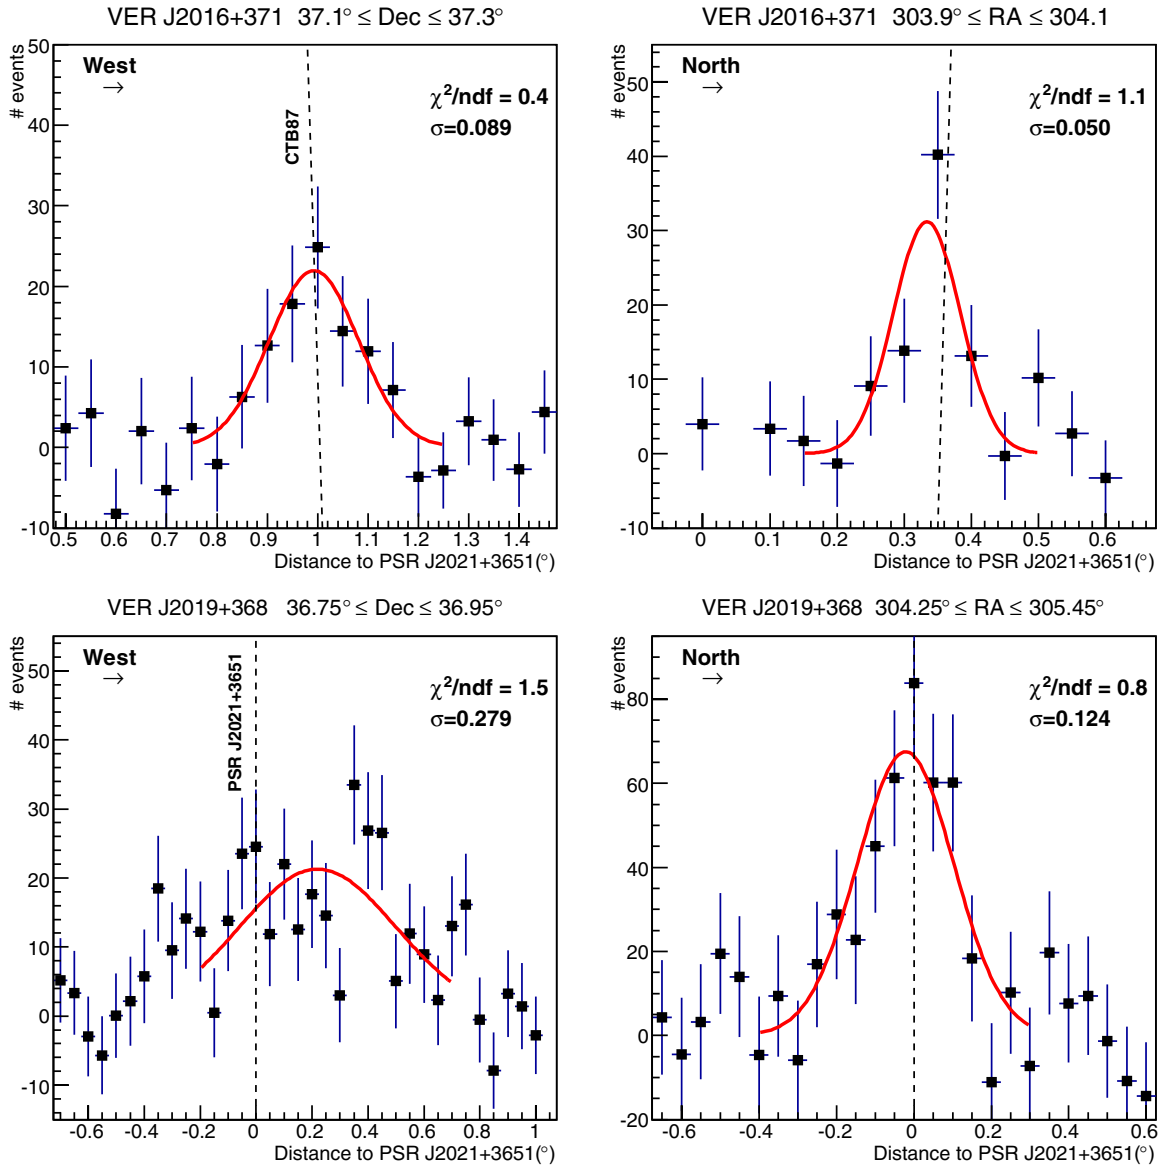 VER J2016+371 37.1° ≤ Dec ≤ 37.3°
# events
50
40
30
20
10
0
-10
West
→
CTB87
χ²/ndf = 0.4
σ=0.089
0.5 0.6 0.7 0.8 0.9 1 1.1 1.2 1.3 1.4
Distance to PSR J2021+3651(°)
VER J2016+371 303.9° ≤ RA ≤ 304.1
# events
50
40
30
20
10
0
-10
North
→
χ²/ndf = 1.1
σ=0.050
0 0.1 0.2 0.3 0.4 0.5 0.6
Distance to PSR J2021+3651(°)
VER J2019+368 36.75° ≤ Dec ≤ 36.95°
# events
50
40
30
20
10
0
-10
West
→
PSR J2021+3651
χ²/ndf = 1.5
σ=0.279
-0.6 -0.4 -0.2 0 0.2 0.4 0.6 0.8 1
Distance to PSR J2021+3651(°)
VER J2019+368 304.25° ≤ RA ≤ 305.45°
# events
80
60
40
20
0
-20
North
→
χ²/ndf = 0.8
σ=0.124
-0.6 -0.4 -0.2 0 0.2 0.4 0.6
Distance to PSR J2021+3651(°)